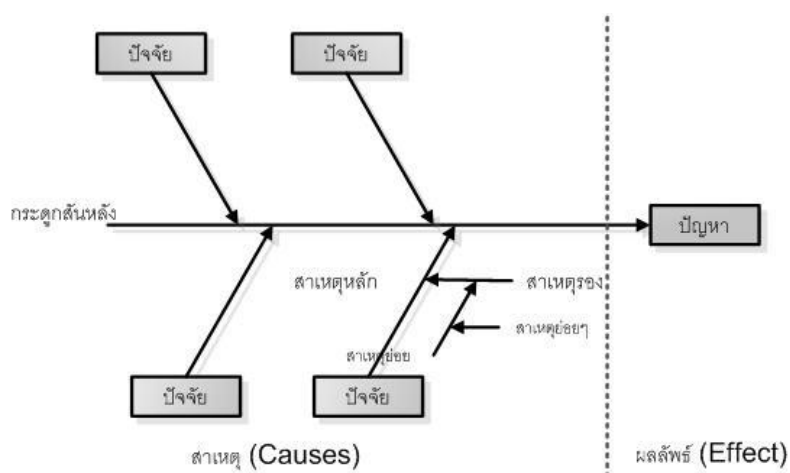 ปัจจัย
ปัจจัย
กระดูกสันหลัง
ปัญหา
สาเหตุหลัก
สาเหตุรอง
สาเหตุย่อยๆ
สาเหตุย่อย
ปัจจัย
ปัจจัย
สาเหตุ (Causes)
ผลลัพธ์ (Effect)